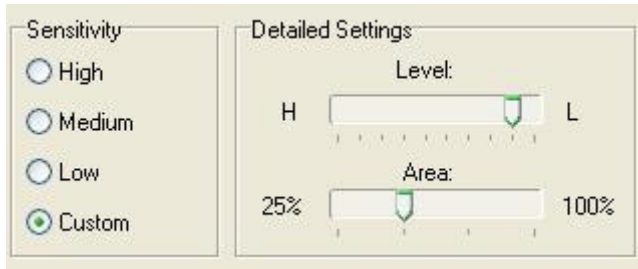 Sensitivity
High
Medium
Low
Custom
Detailed Settings
Level:
H L
Area:
25% 100%